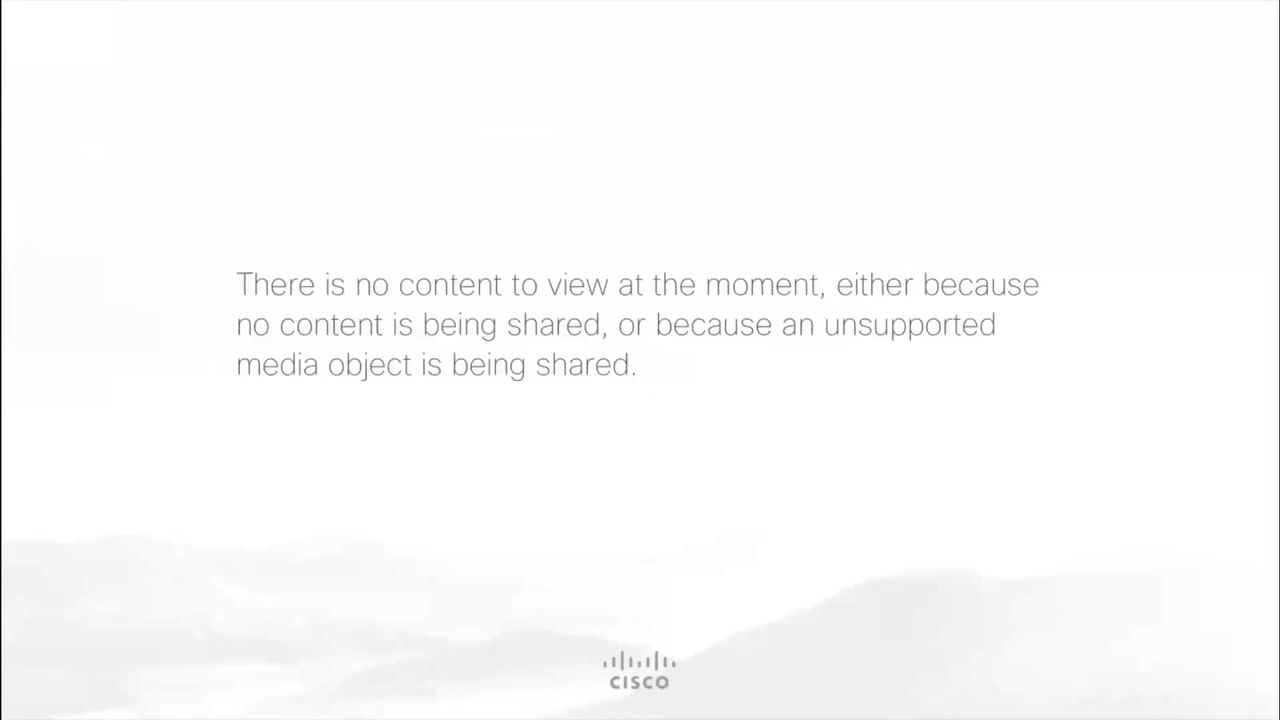 There is no content to view at the moment, either because
no content is being shared, or because an unsupported
media object is being shared.
CISCO